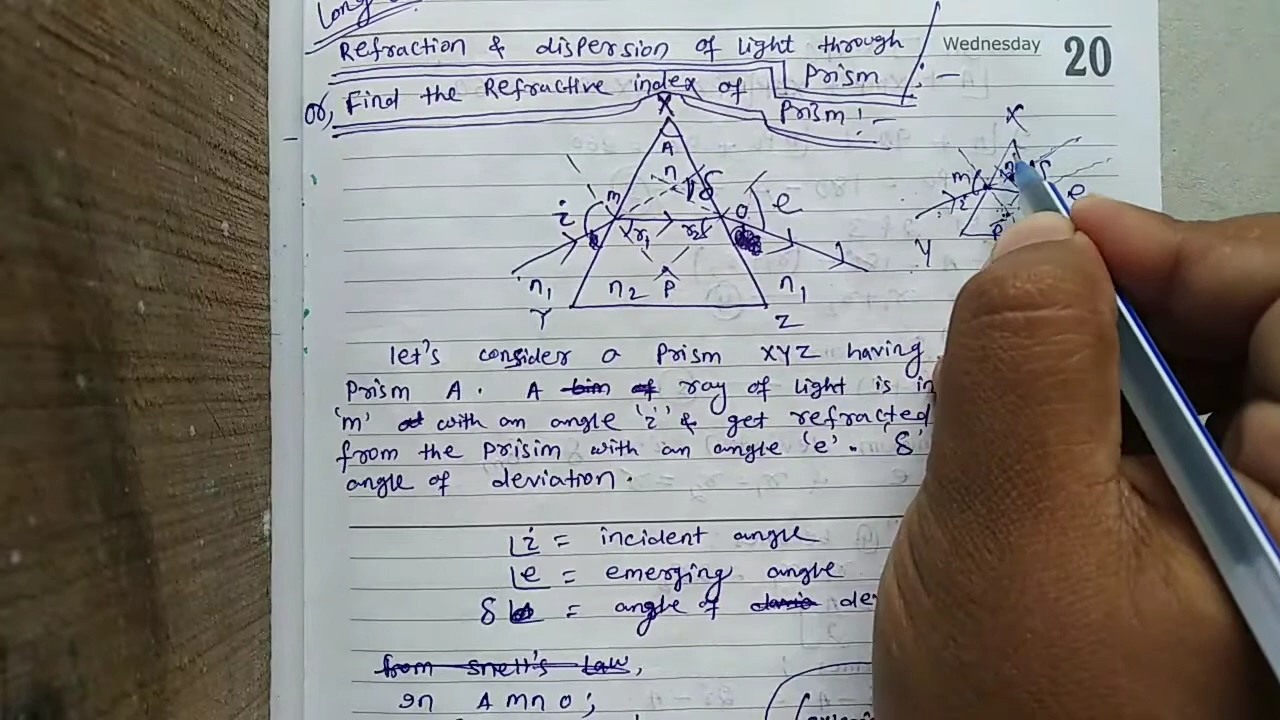 Long
Refraction & dispersion of light through Prism :-
Wednesday 20
Or, Find the Refractive index of Prism :-
X
A
n
δ
m
i
r1
r2
O
e
n1
n2
P
n1
Y
Z
X
m
i
n
δ
e
P
Y
let's consider a Prism XYZ having
Prism A. A ray of light is in
'm' with an angle 'i' & get refracted
from the prisim with an angle 'e'. 'δ'
angle of deviation.
∠i = incident angle
∠e = emerging angle
δ = angle of de
from snell's law,
In Δ mno;